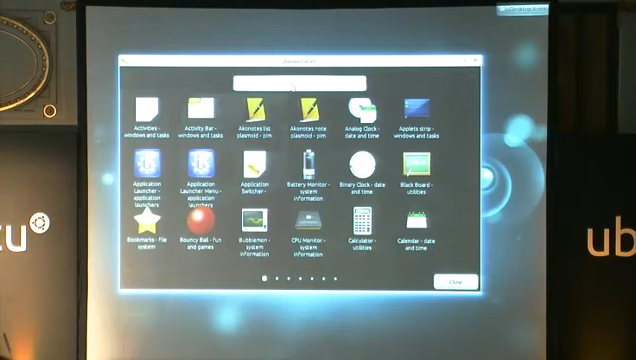 Activities -
windows and tasks
Activity Bar -
windows and tasks
Akonotes list
plasmoid - pim
Akonotes note
plasmoid - pim
Analog Clock -
date and time
Applets strip -
windows and tasks
Application
Launcher -
application
launchers
Application
Launcher Menu -
application
launchers
Application
Switcher -
Battery Monitor -
system
information
Binary Clock - date
and time
Black Board -
utilities
Bookmarks - file
system
Bouncy Ball - fun
and games
Bubblemon -
system
information
CPU Monitor -
system
information
Calculator -
utilities
Calendar - date
and time
Close
tu
ub